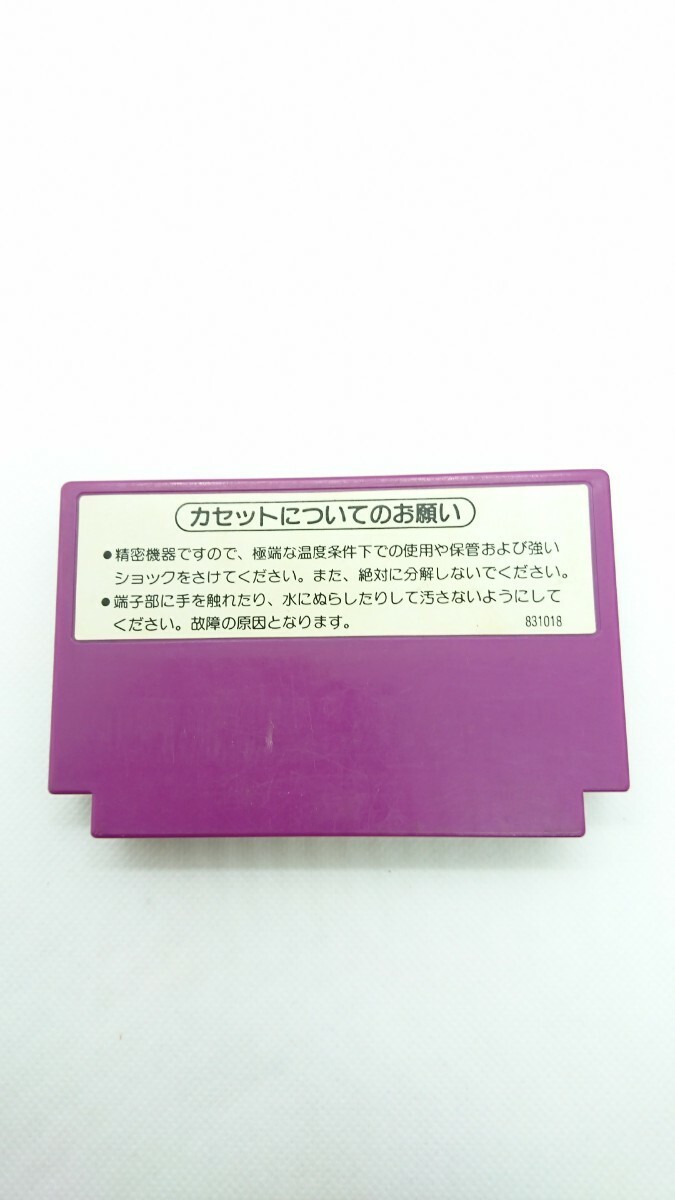 カセットについてのお願い
●精密機器ですので、極端な温度条件下での使用や保管および強い
ショックをさけてください。また、絶対に分解しないでください。
●端子部に手を触れたり、水にぬらしたりして汚さないようにして
ください。故障の原因となります。 831018